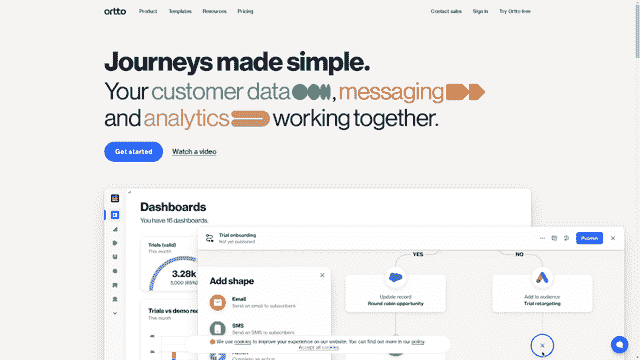 ortto
Product
Templates
Resources
Pricing
Contact sales
Sign in
Try Ortto free
Journeys made simple.
Your customer data, messaging
and analytics working together.
Get started
Watch a video
Dashboards
You have 16 dashboards.
Trials (valid)
This month
3.28k
Trials vs demo
This month
Trial onboarding
Not yet published
Publish
Add shape
Email
Send an email to subscribers
SMS
Send an SMS to subscribers
YES
NO
Update record
Round robin opportunity
Add to audience
Trial retargeting
We use cookies to improve your experience on our website. You can find out more in our policy.
Accept all cookies